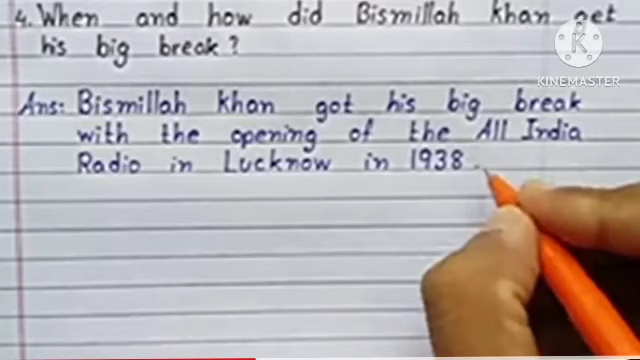 4. When and how did Bismillah khan get
his big break?
Ans: Bismillah khan got his big break
with the opening of the All India
Radio in Lucknow in 1938.
K
KINEMASTER